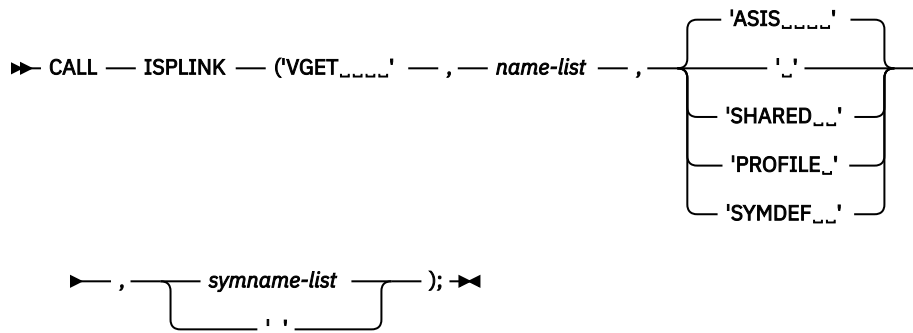 'ASIS␣␣␣␣'
CALL ISPLINK ('VGET␣␣␣␣' , name-list , '␣'
'SHARED␣␣'
'PROFILE␣'
'SYMDEF␣␣'
, symname-list );
'␣'